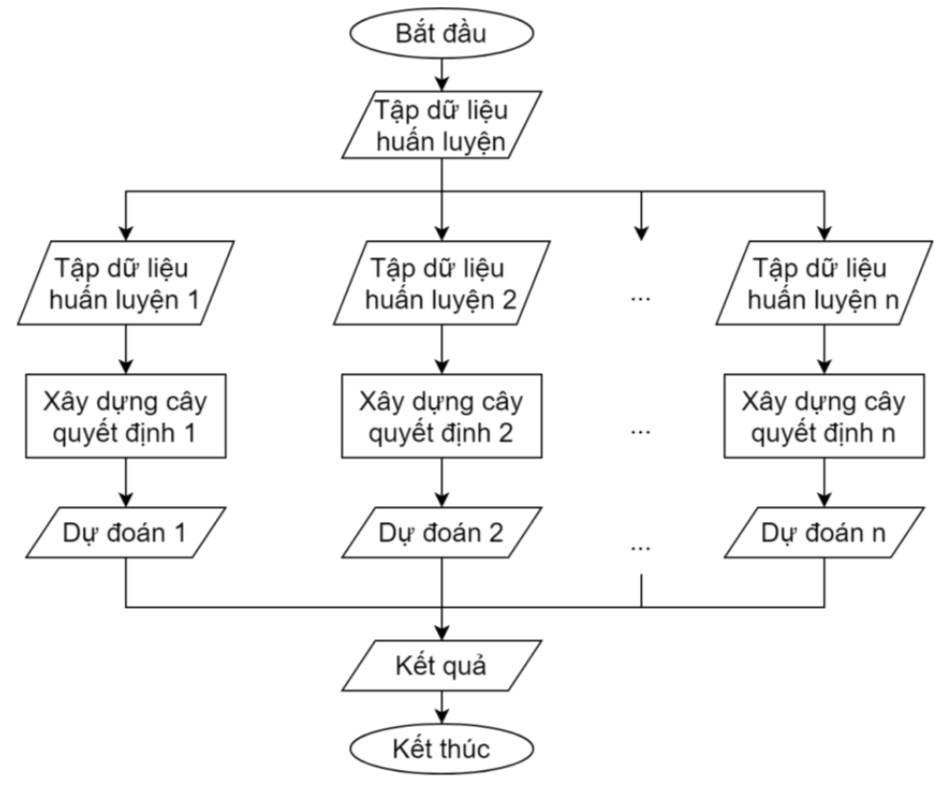 Bắt đầu
Tập dữ liệu
huấn luyện
Tập dữ liệu
huấn luyện 1
Tập dữ liệu
huấn luyện 2
...
Tập dữ liệu
huấn luyện n
Xây dựng cây
quyết định 1
Xây dựng cây
quyết định 2
...
Xây dựng cây
quyết định n
Dự đoán 1
Dự đoán 2
...
Dự đoán n
Kết quả
Kết thúc